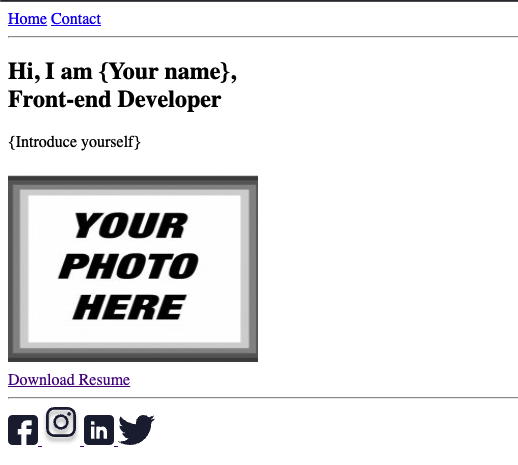 Home Contact
Hi, I am {Your name},
Front-end Developer
{Introduce yourself}
YOUR
PHOTO
HERE
Download Resume